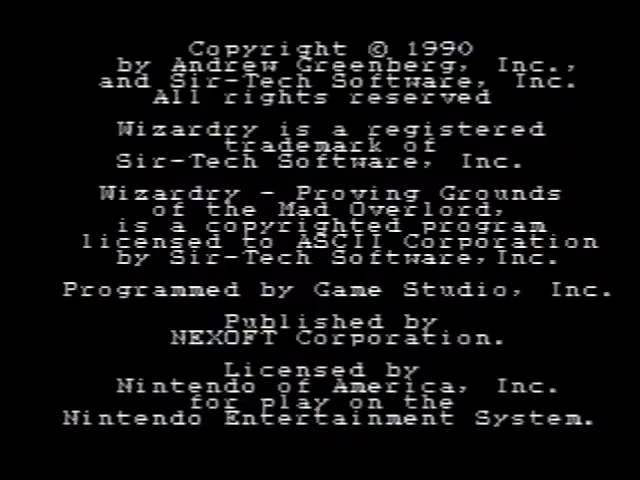 Copyright © 1990
by Andrew Greenberg, Inc.,
and Sir-Tech Software, Inc.
All rights reserved
Wizardry is a registered
trademark of
Sir-Tech Software, Inc.
Wizardry - Proving Grounds
of the Mad Overlord,
is a copyrighted program
licensed to ASCII Corporation
by Sir-Tech Software,Inc.
Programmed by Game Studio, Inc.
Published by
NEXOFT Corporation.
Licensed by
Nintendo of America, Inc.
for play on the
Nintendo Entertainment System.